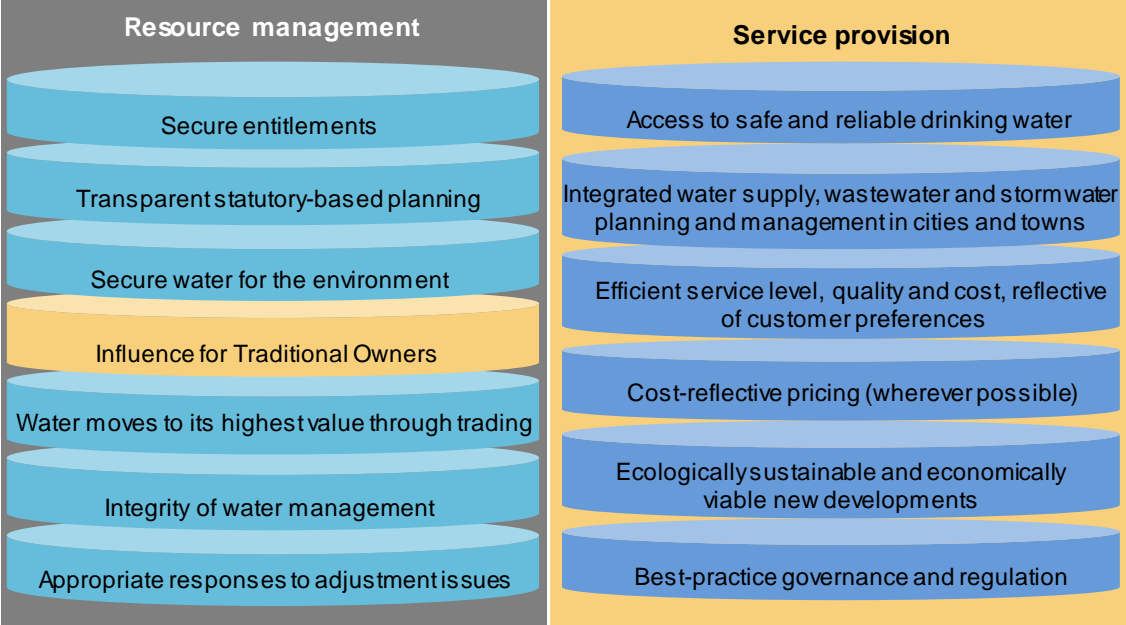 Resource management
Secure entitlements
Transparent statutory-based planning
Secure water for the environment
Influence for Traditional Owners
Water moves to its highest value through trading
Integrity of water management
Appropriate responses to adjustment issues
Service provision
Access to safe and reliable drinking water
Integrated water supply, wastewater and stormwater
planning and management in cities and towns
Efficient service level, quality and cost, reflective
of customer preferences
Cost-reflective pricing (wherever possible)
Ecologically sustainable and economically
viable new developments
Best-practice governance and regulation